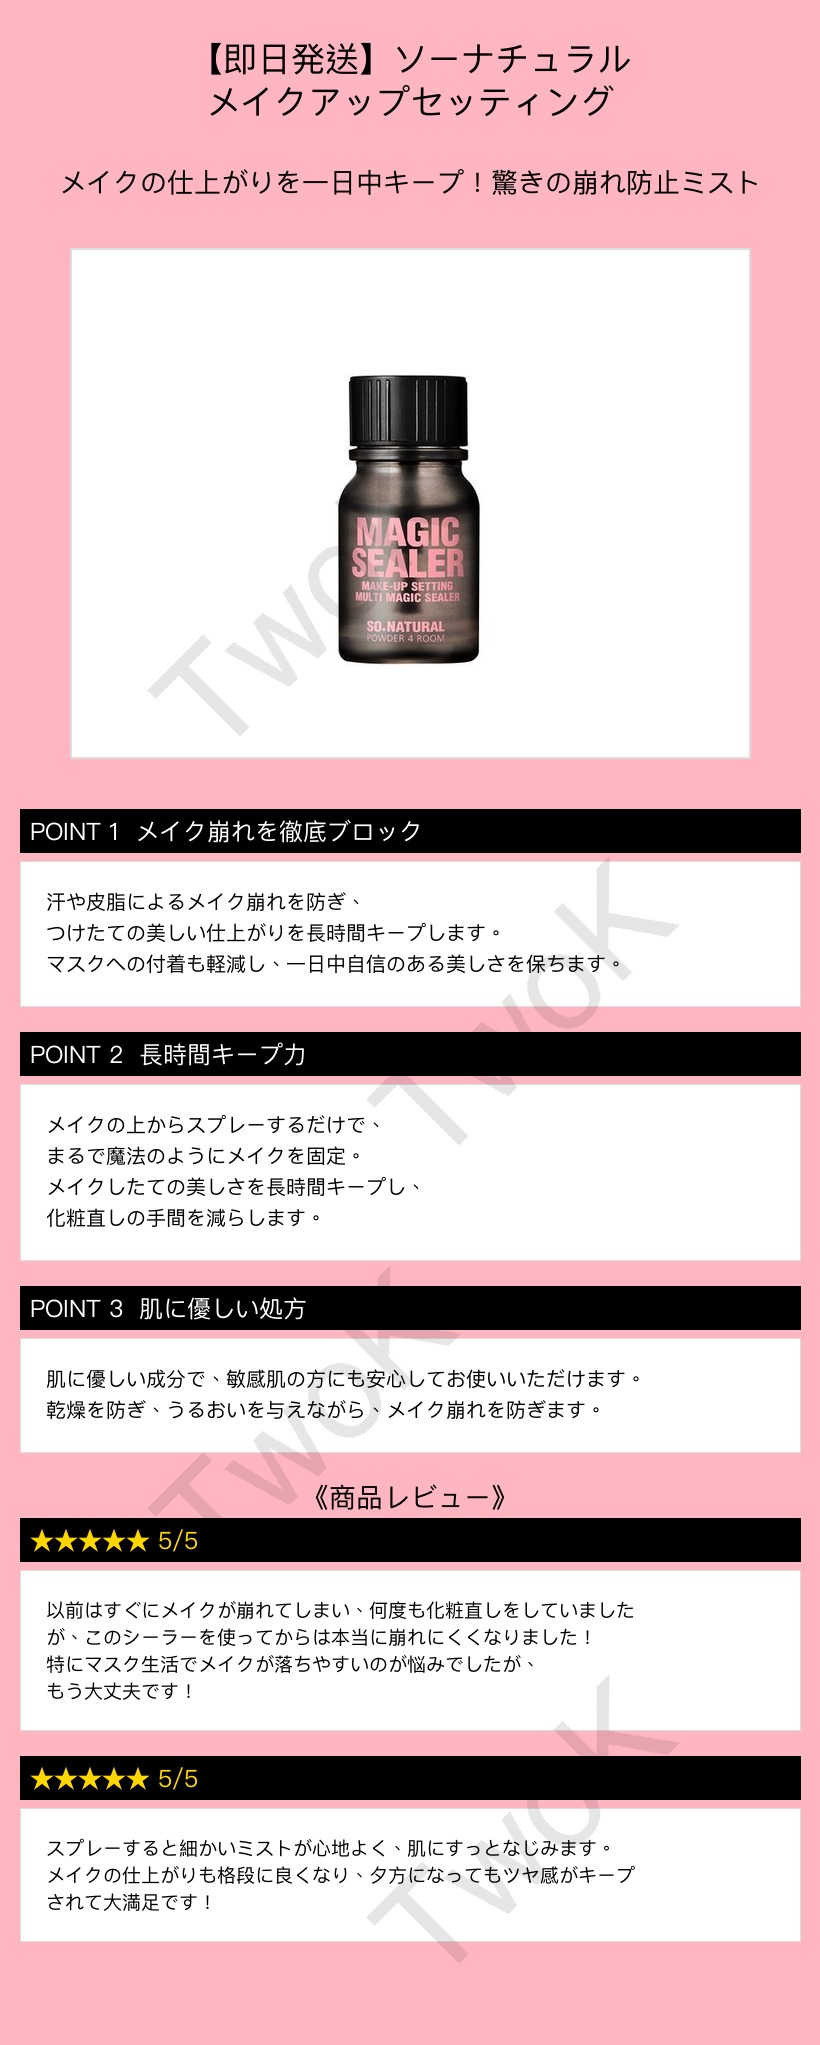 【即日発送】ソーナチュラル
メイクアップセッティング
メイクの仕上がりを一日中キープ！驚きの崩れ防止ミスト
MAGIC
SEALER
MAKE-UP SETTING
MULTI MAGIC SEALER
SO.NATURAL
POWDER 4 ROOM
TwoK
POINT 1 メイク崩れを徹底ブロック
汗や皮脂によるメイク崩れを防ぎ、
つけたての美しい仕上がりを長時間キープします。
マスクへの付着も軽減し、一日中自信のある美しさを保ちます。
TwoK
POINT 2 長時間キープ力
メイクの上からスプレーするだけで、
まるで魔法のようにメイクを固定。
メイクしたての美しさを長時間キープし、
化粧直しの手間を減らします。
POINT 3 肌に優しい処方
肌に優しい成分で、敏感肌の方にも安心してお使いいただけます。
乾燥を防ぎ、うるおいを与えながら、メイク崩れを防ぎます。
TwoK
《商品レビュー》
★★★★★ 5/5
以前はすぐにメイクが崩れてしまい、何度も化粧直しをしていました
が、このシーラーを使ってからは本当に崩れにくくなりました！
特にマスク生活でメイクが落ちやすいのが悩みでしたが、
もう大丈夫です！
★★★★★ 5/5
スプレーすると細かいミストが心地よく、肌にすっとなじみます。
メイクの仕上がりも格段に良くなり、夕方になってもツヤ感がキープ
されて大満足です！
TwoK